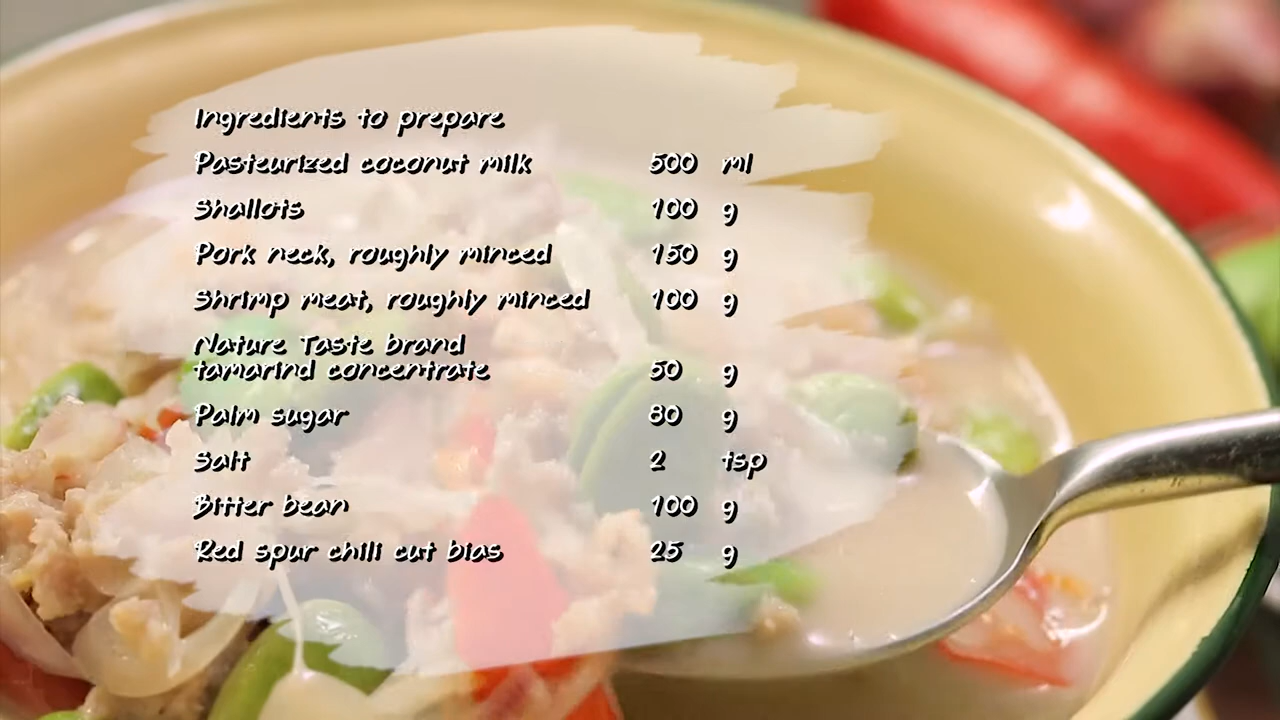 Ingredients to prepare
Pasteurized coconut milk 500 ml
Shallots 100 g
Pork neck, roughly minced 150 g
Shrimp meat, roughly minced 100 g
Nature Taste brand
tamarind concentrate 50 g
Palm sugar 80 g
Salt 2 tsp
Bitter bean 100 g
Red spur chili cut bias 25 g